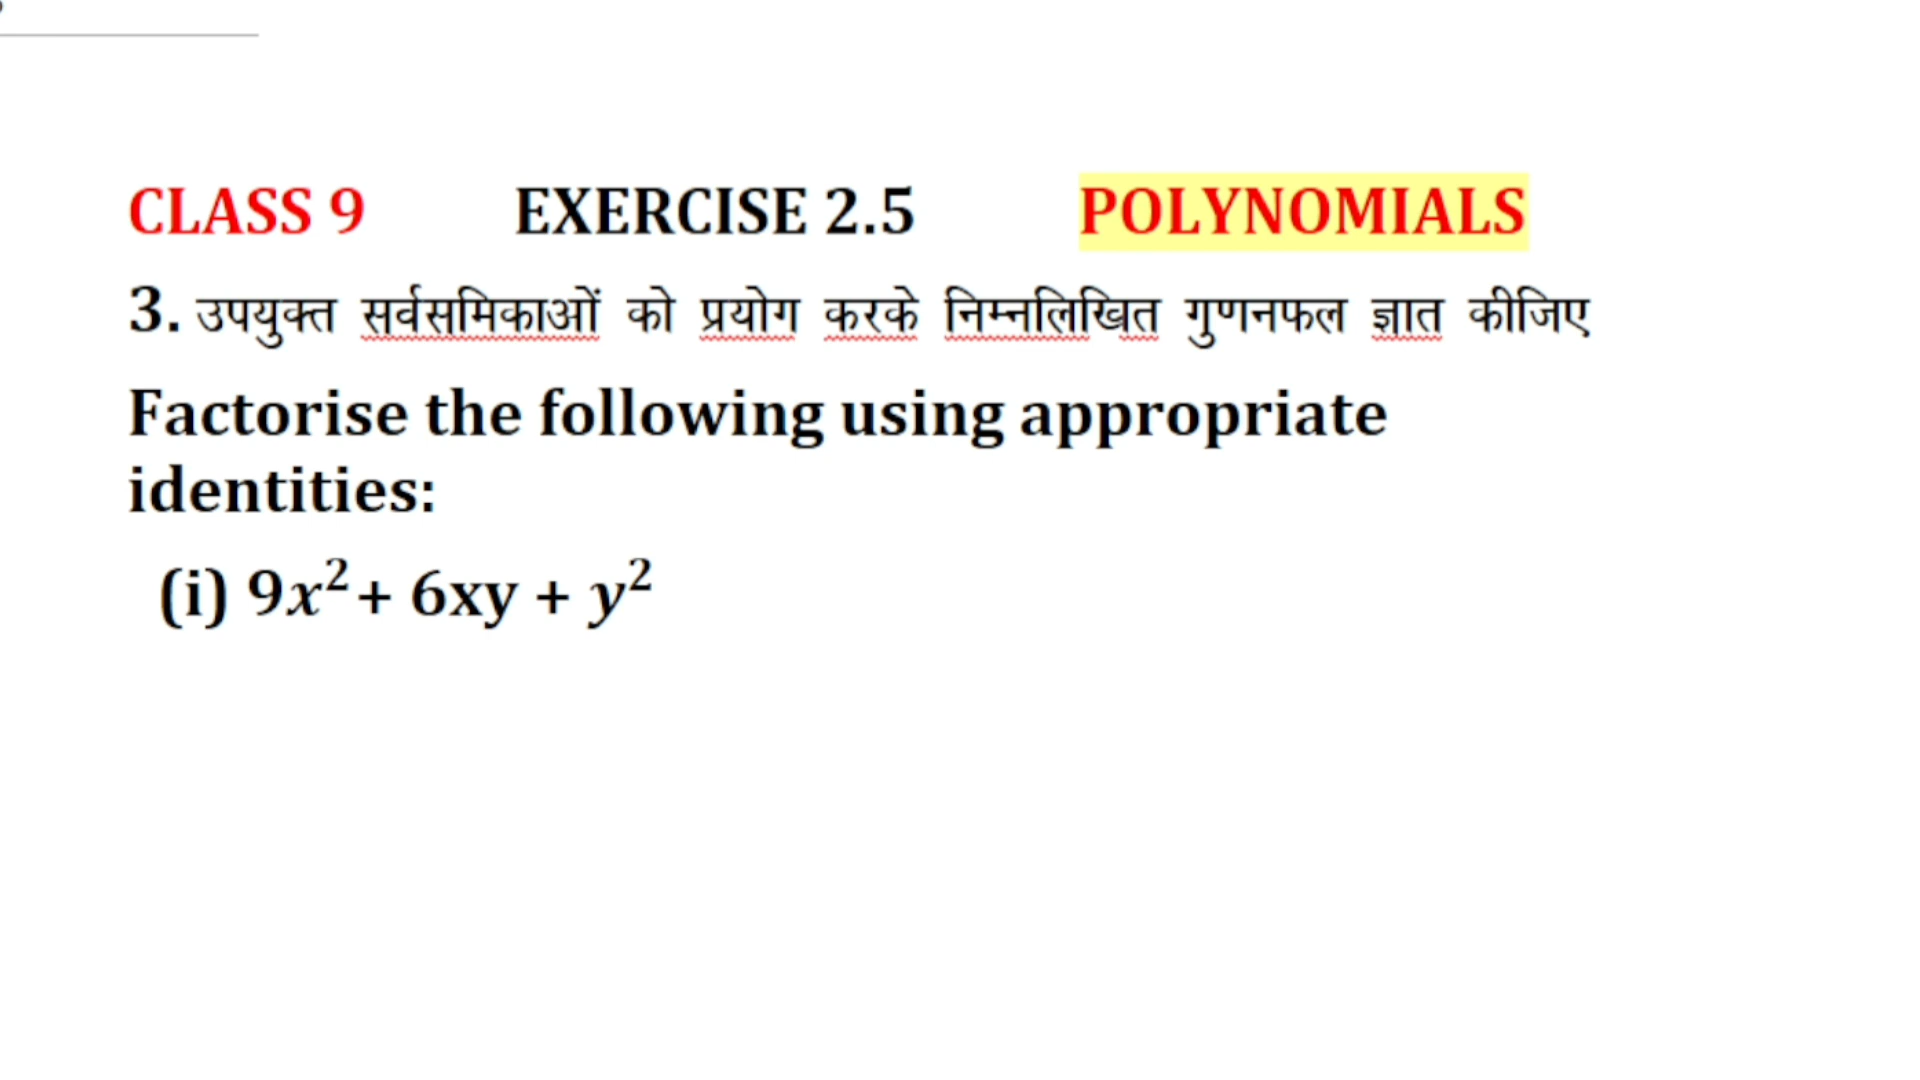 CLASS 9 EXERCISE 2.5 POLYNOMIALS
3. उपयुक्त सर्वसमिकाओं को प्रयोग करके निम्नलिखित गुणनफल ज्ञात कीजिए
Factorise the following using appropriate
identities:
(i) 9x²+ 6xy + y²